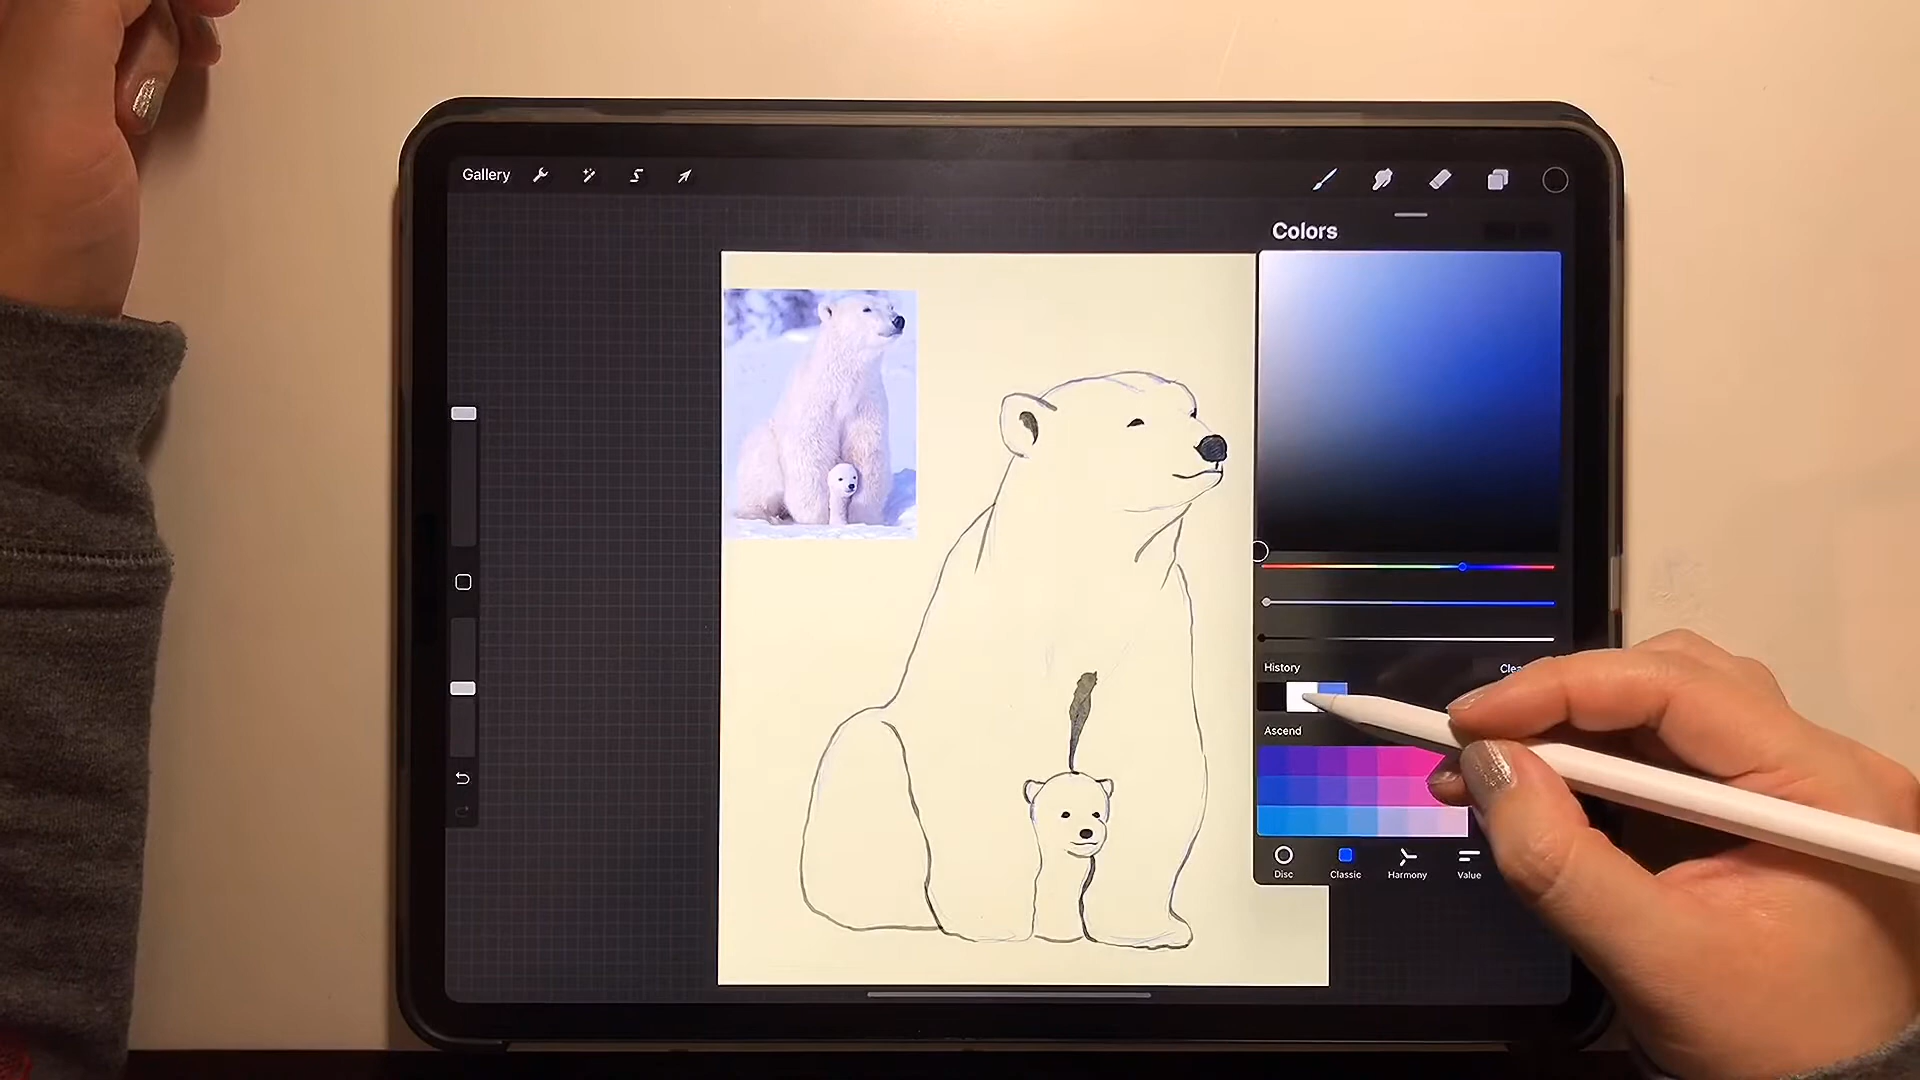 Gallery
Colors
History
Ascend
Disc
Classic
Harmony
Value